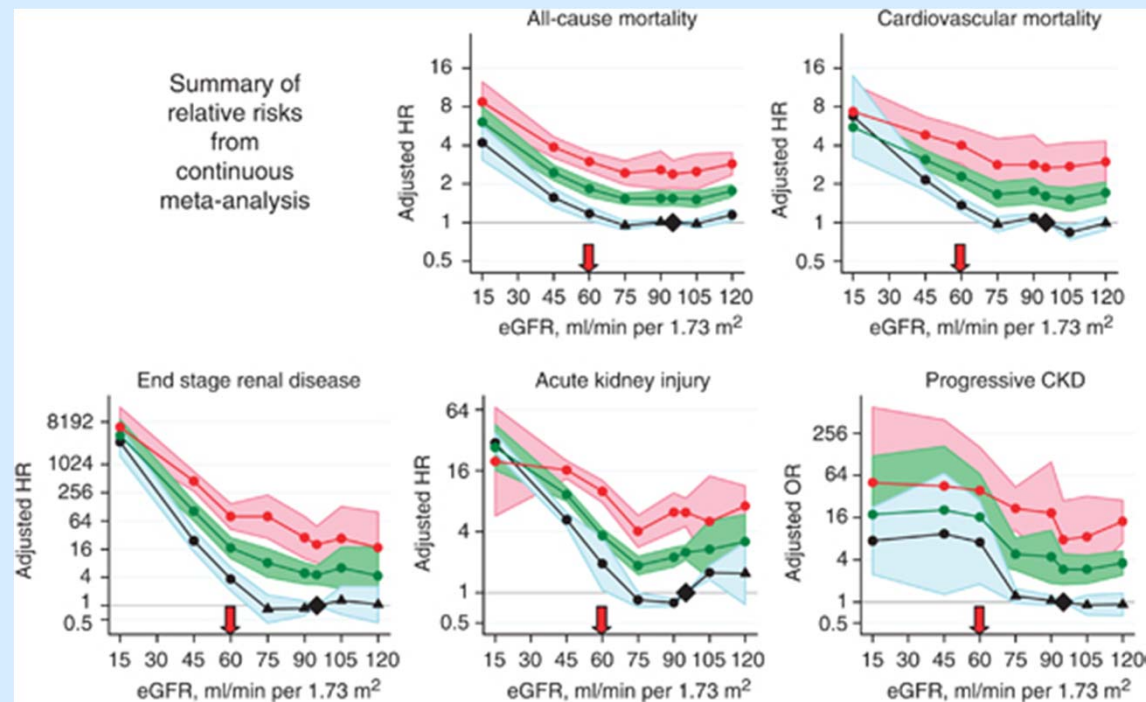 Summary of
relative risks
from
continuous
meta-analysis
All-cause mortality
Adjusted HR
16
8
4
2
1
0.5
15 30 45 60 75 90 105 120
eGFR, ml/min per 1.73 m²
Cardiovascular mortality
Adjusted HR
16
8
4
2
1
0.5
15 30 45 60 75 90 105 120
eGFR, ml/min per 1.73 m²
End stage renal disease
Adjusted HR
8192
1024
256
64
16
4
1
0.5
15 30 45 60 75 90 105 120
eGFR, ml/min per 1.73 m²
Acute kidney injury
Adjusted HR
64
16
4
1
0.5
15 30 45 60 75 90 105 120
eGFR, ml/min per 1.73 m²
Progressive CKD
Adjusted OR
256
64
16
4
1
0.5
15 30 45 60 75 90 105 120
eGFR, ml/min per 1.73 m²